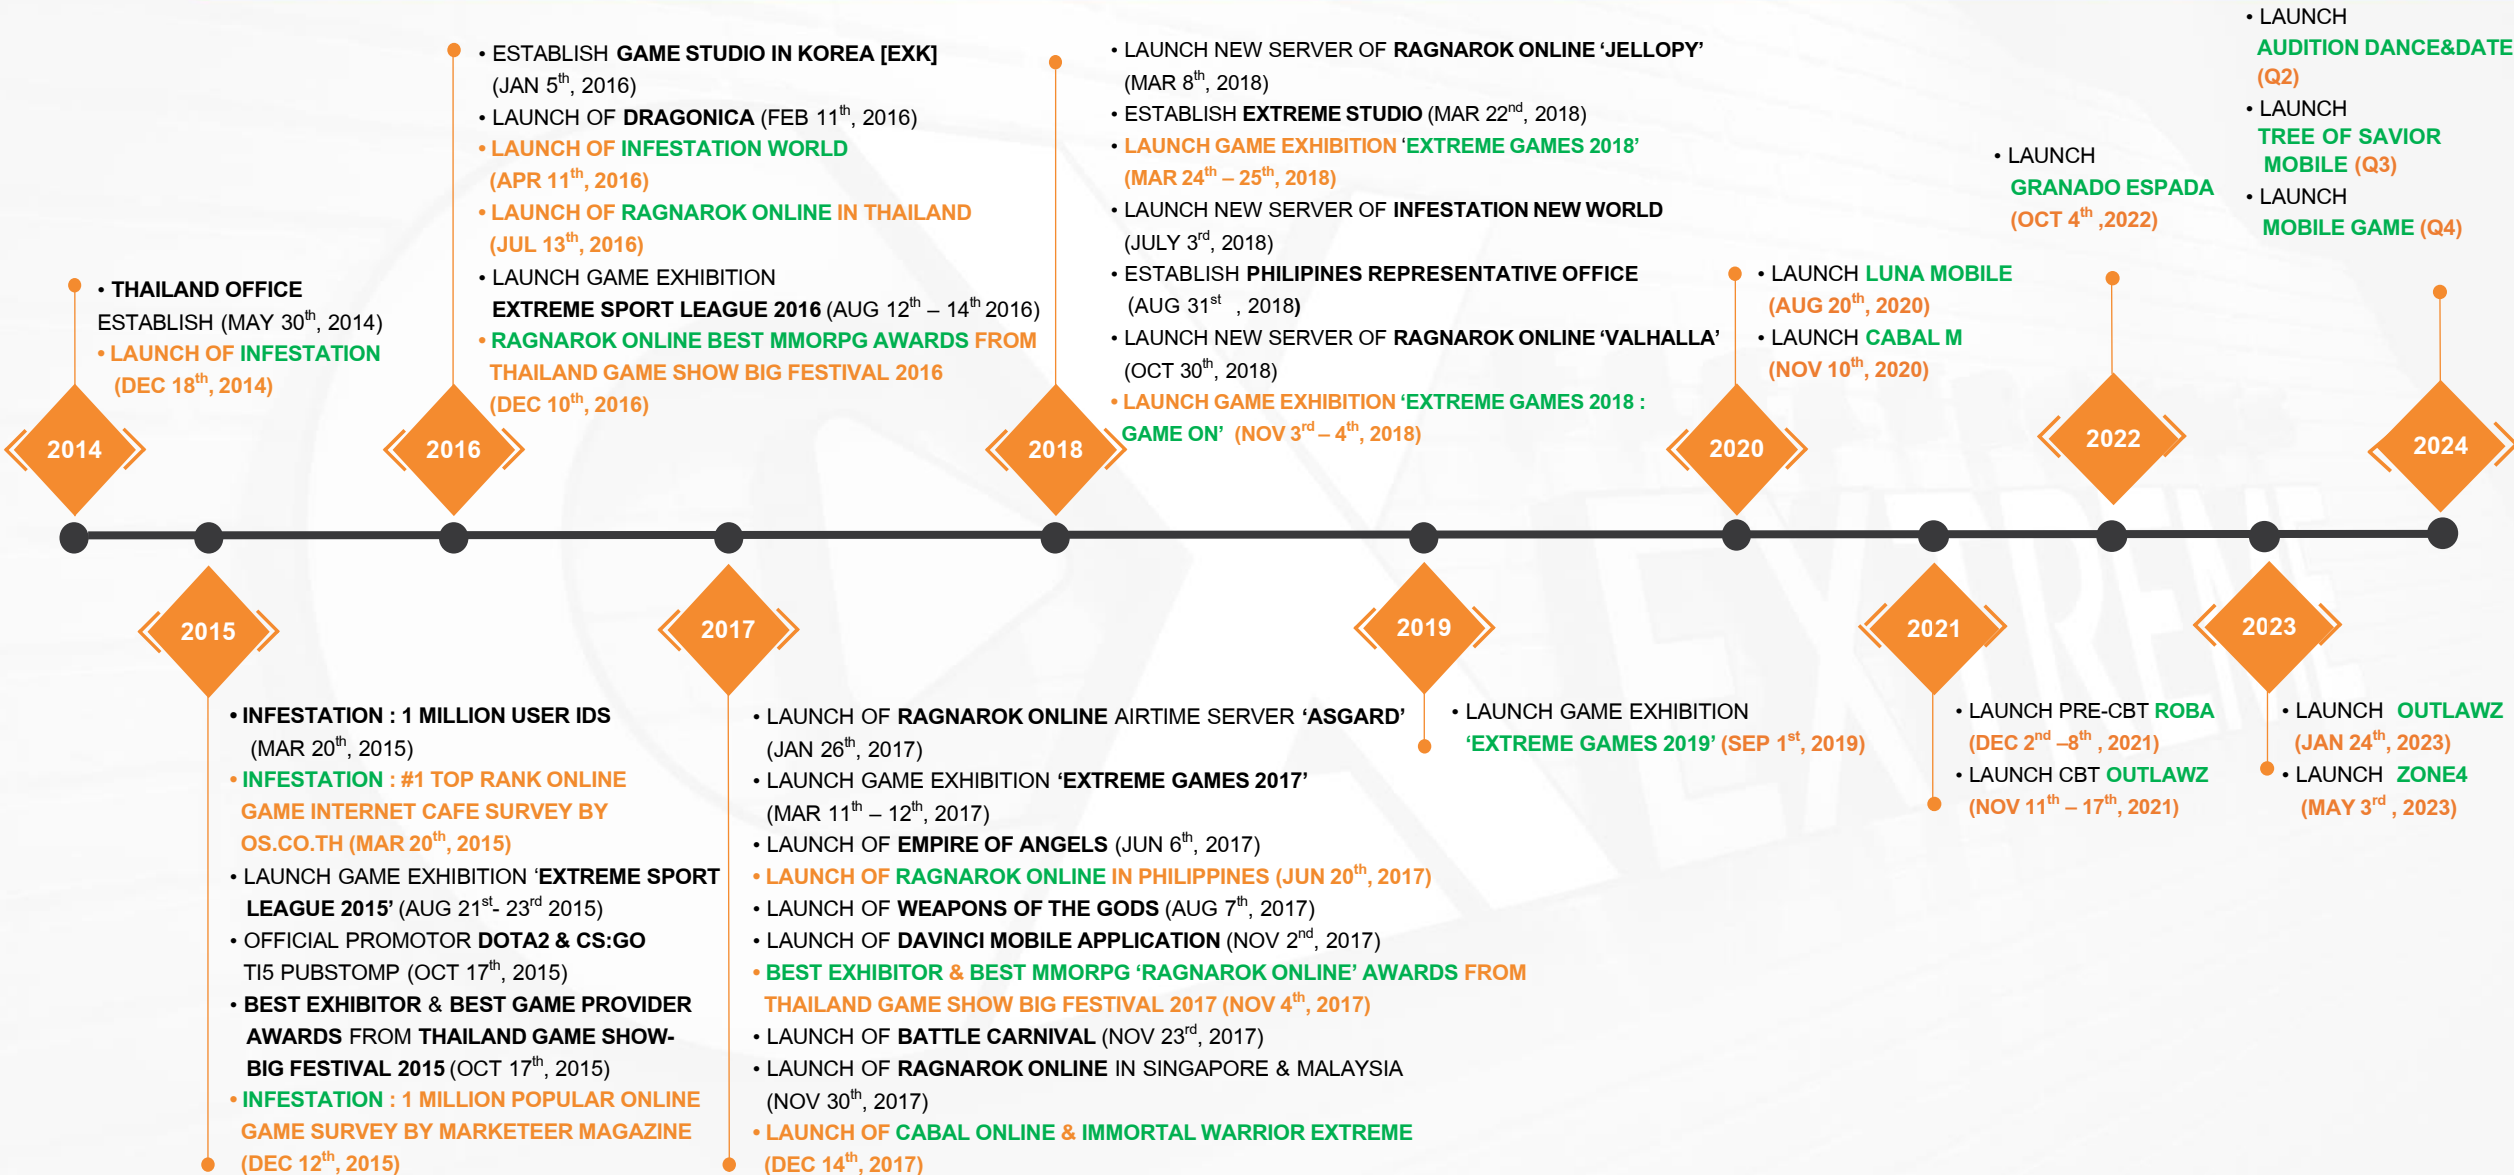 2014
• THAILAND OFFICE
ESTABLISH (MAY 30th, 2014)
• LAUNCH OF INFESTATION
(DEC 18th, 2014)
2015
• INFESTATION : 1 MILLION USER IDS
(MAR 20th, 2015)
• INFESTATION : #1 TOP RANK ONLINE
GAME INTERNET CAFE SURVEY BY
OS.CO.TH (MAR 20th, 2015)
• LAUNCH GAME EXHIBITION ‘EXTREME SPORT
LEAGUE 2015’ (AUG 21st- 23rd 2015)
• OFFICIAL PROMOTOR DOTA2 & CS:GO
TI5 PUBSTOMP (OCT 17th, 2015)
• BEST EXHIBITOR & BEST GAME PROVIDER
AWARDS FROM THAILAND GAME SHOW-
BIG FESTIVAL 2015 (OCT 17th, 2015)
• INFESTATION : 1 MILLION POPULAR ONLINE
GAME SURVEY BY MARKETEER MAGAZINE
(DEC 12th, 2015)
2016
• ESTABLISH GAME STUDIO IN KOREA [EXK]
(JAN 5th, 2016)
• LAUNCH OF DRAGONICA (FEB 11th, 2016)
• LAUNCH OF INFESTATION WORLD
(APR 11th, 2016)
• LAUNCH OF RAGNAROK ONLINE IN THAILAND
(JUL 13th, 2016)
• LAUNCH GAME EXHIBITION
EXTREME SPORT LEAGUE 2016 (AUG 12th – 14th 2016)
• RAGNAROK ONLINE BEST MMORPG AWARDS FROM
THAILAND GAME SHOW BIG FESTIVAL 2016
(DEC 10th, 2016)
2017
• LAUNCH OF RAGNAROK ONLINE AIRTIME SERVER ‘ASGARD’
(JAN 26th, 2017)
• LAUNCH GAME EXHIBITION ‘EXTREME GAMES 2017’
(MAR 11th – 12th, 2017)
• LAUNCH OF EMPIRE OF ANGELS (JUN 6th, 2017)
• LAUNCH OF RAGNAROK ONLINE IN PHILIPPINES (JUN 20th, 2017)
• LAUNCH OF WEAPONS OF THE GODS (AUG 7th, 2017)
• LAUNCH OF DAVINCI MOBILE APPLICATION (NOV 2nd, 2017)
• BEST EXHIBITOR & BEST MMORPG ‘RAGNAROK ONLINE’ AWARDS FROM
THAILAND GAME SHOW BIG FESTIVAL 2017 (NOV 4th, 2017)
• LAUNCH OF BATTLE CARNIVAL (NOV 23rd, 2017)
• LAUNCH OF RAGNAROK ONLINE IN SINGAPORE & MALAYSIA
(NOV 30th, 2017)
• LAUNCH OF CABAL ONLINE & IMMORTAL WARRIOR EXTREME
(DEC 14th, 2017)
2018
• LAUNCH NEW SERVER OF RAGNAROK ONLINE ‘JELLOPY’
(MAR 8th, 2018)
• ESTABLISH EXTREME STUDIO (MAR 22nd, 2018)
• LAUNCH GAME EXHIBITION ‘EXTREME GAMES 2018’
(MAR 24th – 25th, 2018)
• LAUNCH NEW SERVER OF INFESTATION NEW WORLD
(JULY 3rd, 2018)
• ESTABLISH PHILIPINES REPRESENTATIVE OFFICE
(AUG 31st , 2018)
• LAUNCH NEW SERVER OF RAGNAROK ONLINE ‘VALHALLA’
(OCT 30th, 2018)
• LAUNCH GAME EXHIBITION ‘EXTREME GAMES 2018 :
GAME ON’ (NOV 3rd – 4th, 2018)
2019
• LAUNCH GAME EXHIBITION
‘EXTREME GAMES 2019’ (SEP 1st, 2019)
2020
• LAUNCH LUNA MOBILE
(AUG 20th, 2020)
• LAUNCH CABAL M
(NOV 10th, 2020)
2021
• LAUNCH PRE-CBT ROBA
(DEC 2nd –8th , 2021)
• LAUNCH CBT OUTLAWZ
(NOV 11th – 17th, 2021)
2022
• LAUNCH
GRANADO ESPADA
(OCT 4th ,2022)
2023
• LAUNCH OUTLAWZ
(JAN 24th, 2023)
• LAUNCH ZONE4
(MAY 3rd , 2023)
2024
• LAUNCH
AUDITION DANCE&DATE
(Q2)
• LAUNCH
TREE OF SAVIOR
MOBILE (Q3)
• LAUNCH
MOBILE GAME (Q4)
EXTREME